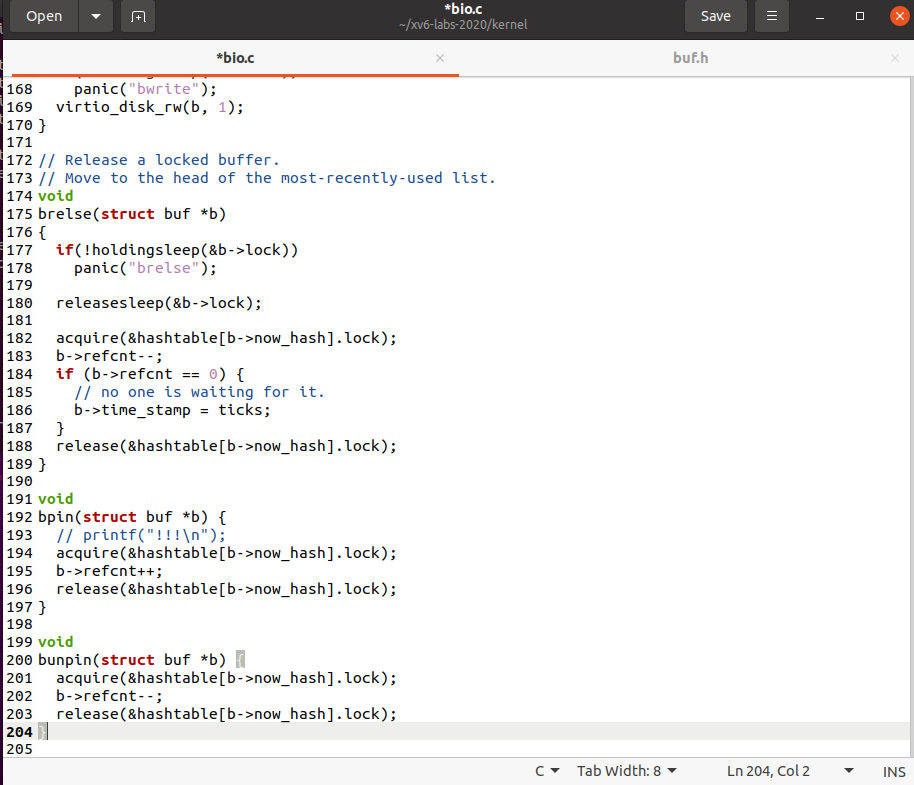 Open
*bio.c
~/xv6-labs-2020/kernel
Save
*bio.c
buf.h
168     panic("bwrite");
169   virtio_disk_rw(b, 1);
170 }
171
172 // Release a locked buffer.
173 // Move to the head of the most-recently-used list.
174 void
175 brelse(struct buf *b)
176 {
177   if(!holdingsleep(&b->lock))
178     panic("brelse");
179
180   releasesleep(&b->lock);
181
182   acquire(&hashtable[b->now_hash].lock);
183   b->refcnt--;
184   if (b->refcnt == 0) {
185     // no one is waiting for it.
186     b->time_stamp = ticks;
187   }
188   release(&hashtable[b->now_hash].lock);
189 }
190
191 void
192 bpin(struct buf *b) {
193   // printf("!!!\n");
194   acquire(&hashtable[b->now_hash].lock);
195   b->refcnt++;
196   release(&hashtable[b->now_hash].lock);
197 }
198
199 void
200 bunpin(struct buf *b) {
201   acquire(&hashtable[b->now_hash].lock);
202   b->refcnt--;
203   release(&hashtable[b->now_hash].lock);
204 }
205
C
Tab Width: 8
Ln 204, Col 2
INS